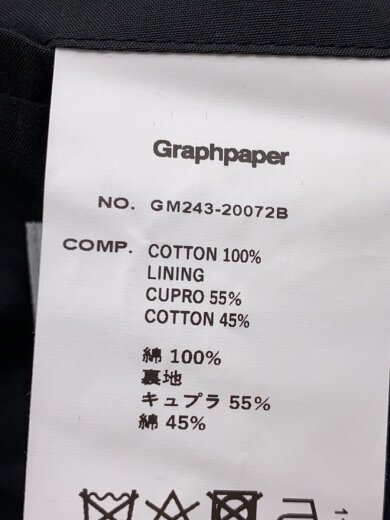 Graphpaper
NO. GM243-20072B
COMP. COTTON 100%
LINING
CUPRO 55%
COTTON 45%
綿 100%
裏地
キュプラ 55%
綿 45%